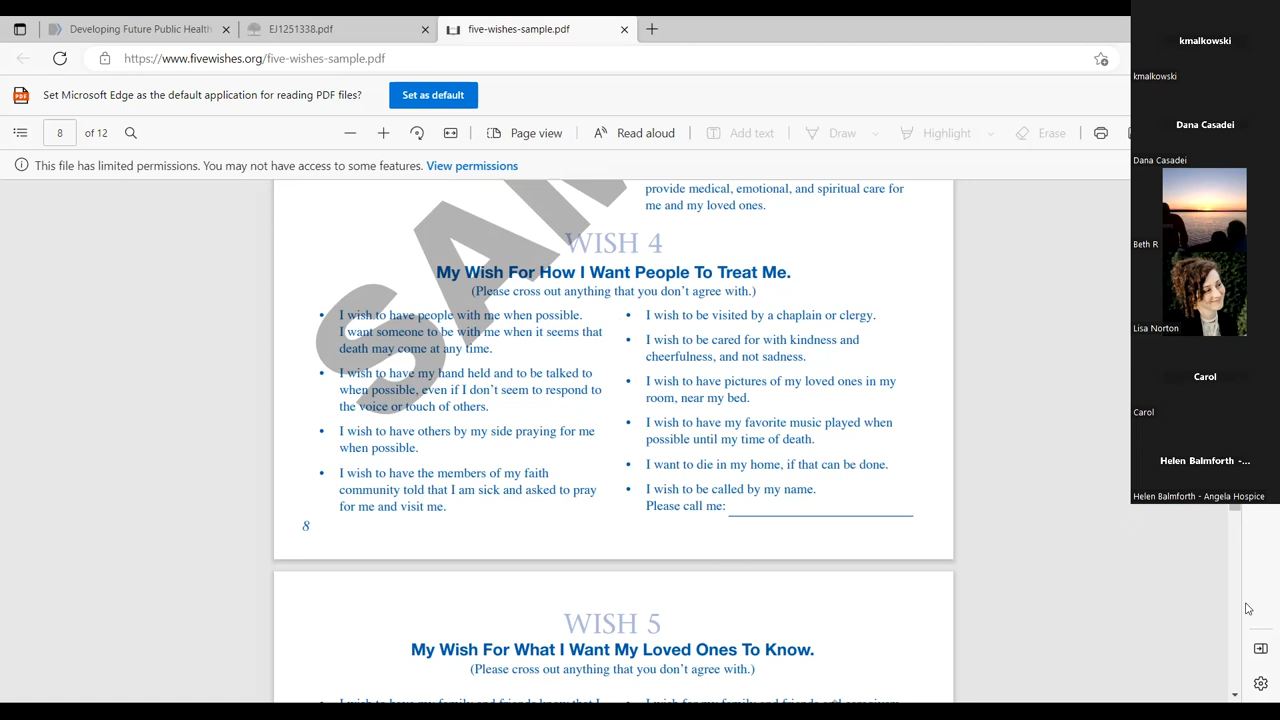 Developing Future Public Health
EJ1251338.pdf
five-wishes-sample.pdf
https://www.fivewishes.org/five-wishes-sample.pdf
Set Microsoft Edge as the default application for reading PDF files?
Set as default
8 of 12
Page view
Read aloud
Add text
Draw
Highlight
Erase
This file has limited permissions. You may not have access to some features. View permissions
provide medical, emotional, and spiritual care for
me and my loved ones.
WISH 4
My Wish For How I Want People To Treat Me.
(Please cross out anything that you don't agree with.)
• I wish to have people with me when possible.
I want someone to be with me when it seems that
death may come at any time.
• I wish to have my hand held and to be talked to
when possible, even if I don't seem to respond to
the voice or touch of others.
• I wish to have others by my side praying for me
when possible.
• I wish to have the members of my faith
community told that I am sick and asked to pray
for me and visit me.
• I wish to be visited by a chaplain or clergy.
• I wish to be cared for with kindness and
cheerfulness, and not sadness.
• I wish to have pictures of my loved ones in my
room, near my bed.
• I wish to have my favorite music played when
possible until my time of death.
• I want to die in my home, if that can be done.
• I wish to be called by my name.
Please call me:
8
WISH 5
My Wish For What I Want My Loved Ones To Know.
(Please cross out anything that you don't agree with.)
kmalkowski
kmalkowski
Dana Casadei
Dana Casadei
Beth R
Lisa Norton
Carol
Carol
Helen Balmforth -...
Helen Balmforth - Angela Hospice